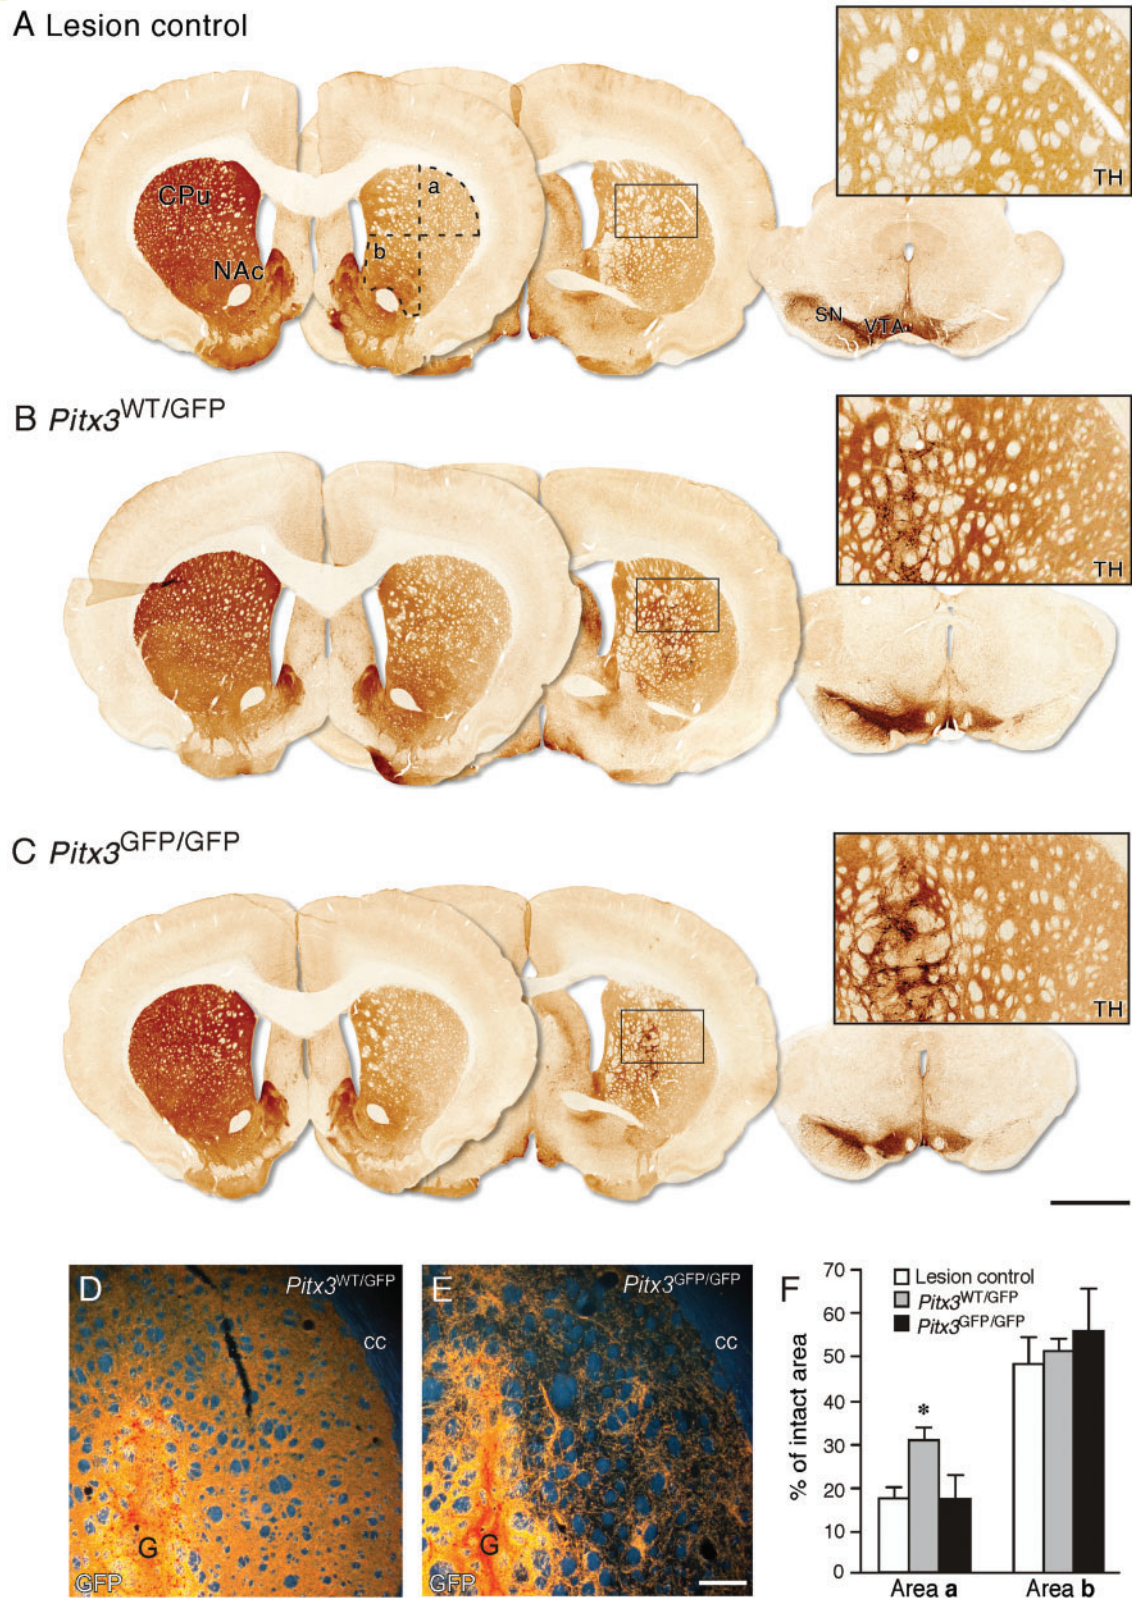 A Lesion control
CPu
NAc
a
b
SN
VTA
TH
B Pitx3WT/GFP
TH
C Pitx3GFP/GFP
TH
D
Pitx3WT/GFP
cc
G
GFP
E
Pitx3GFP/GFP
cc
G
GFP
F
Lesion control
Pitx3WT/GFP
Pitx3GFP/GFP
% of intact area
70
60
50
40
30
20
10
0
*
Area a
Area b